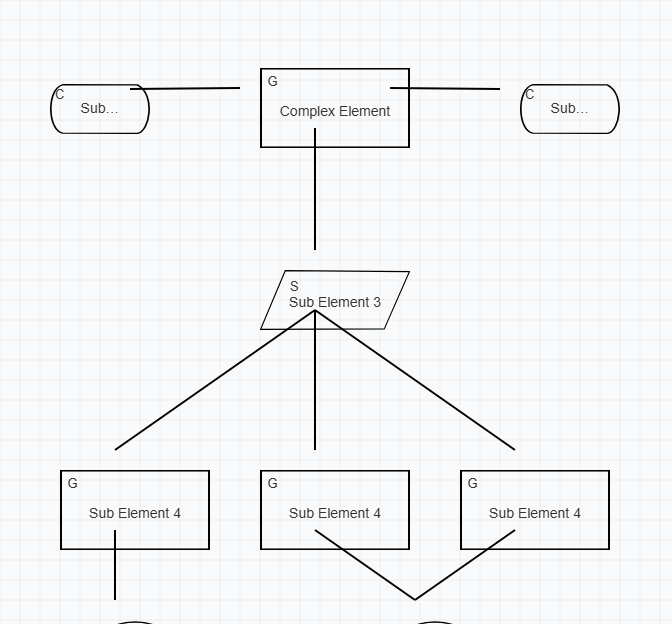 G
C
C
Sub...
Complex Element
Sub...
S
Sub Element 3
G
G
G
Sub Element 4
Sub Element 4
Sub Element 4